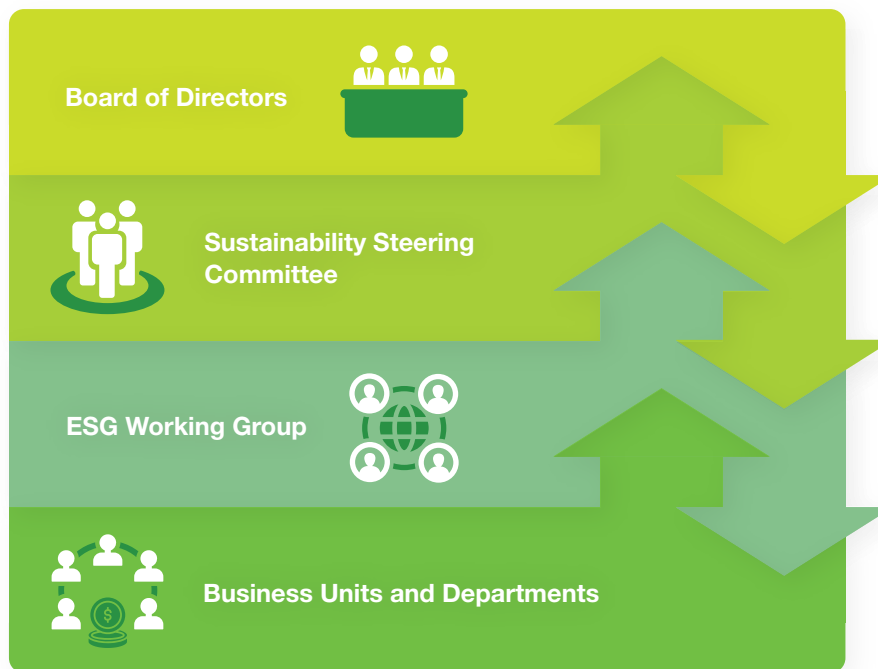 Board of Directors
Sustainability Steering
Committee
ESG Working Group
$
Business Units and Departments